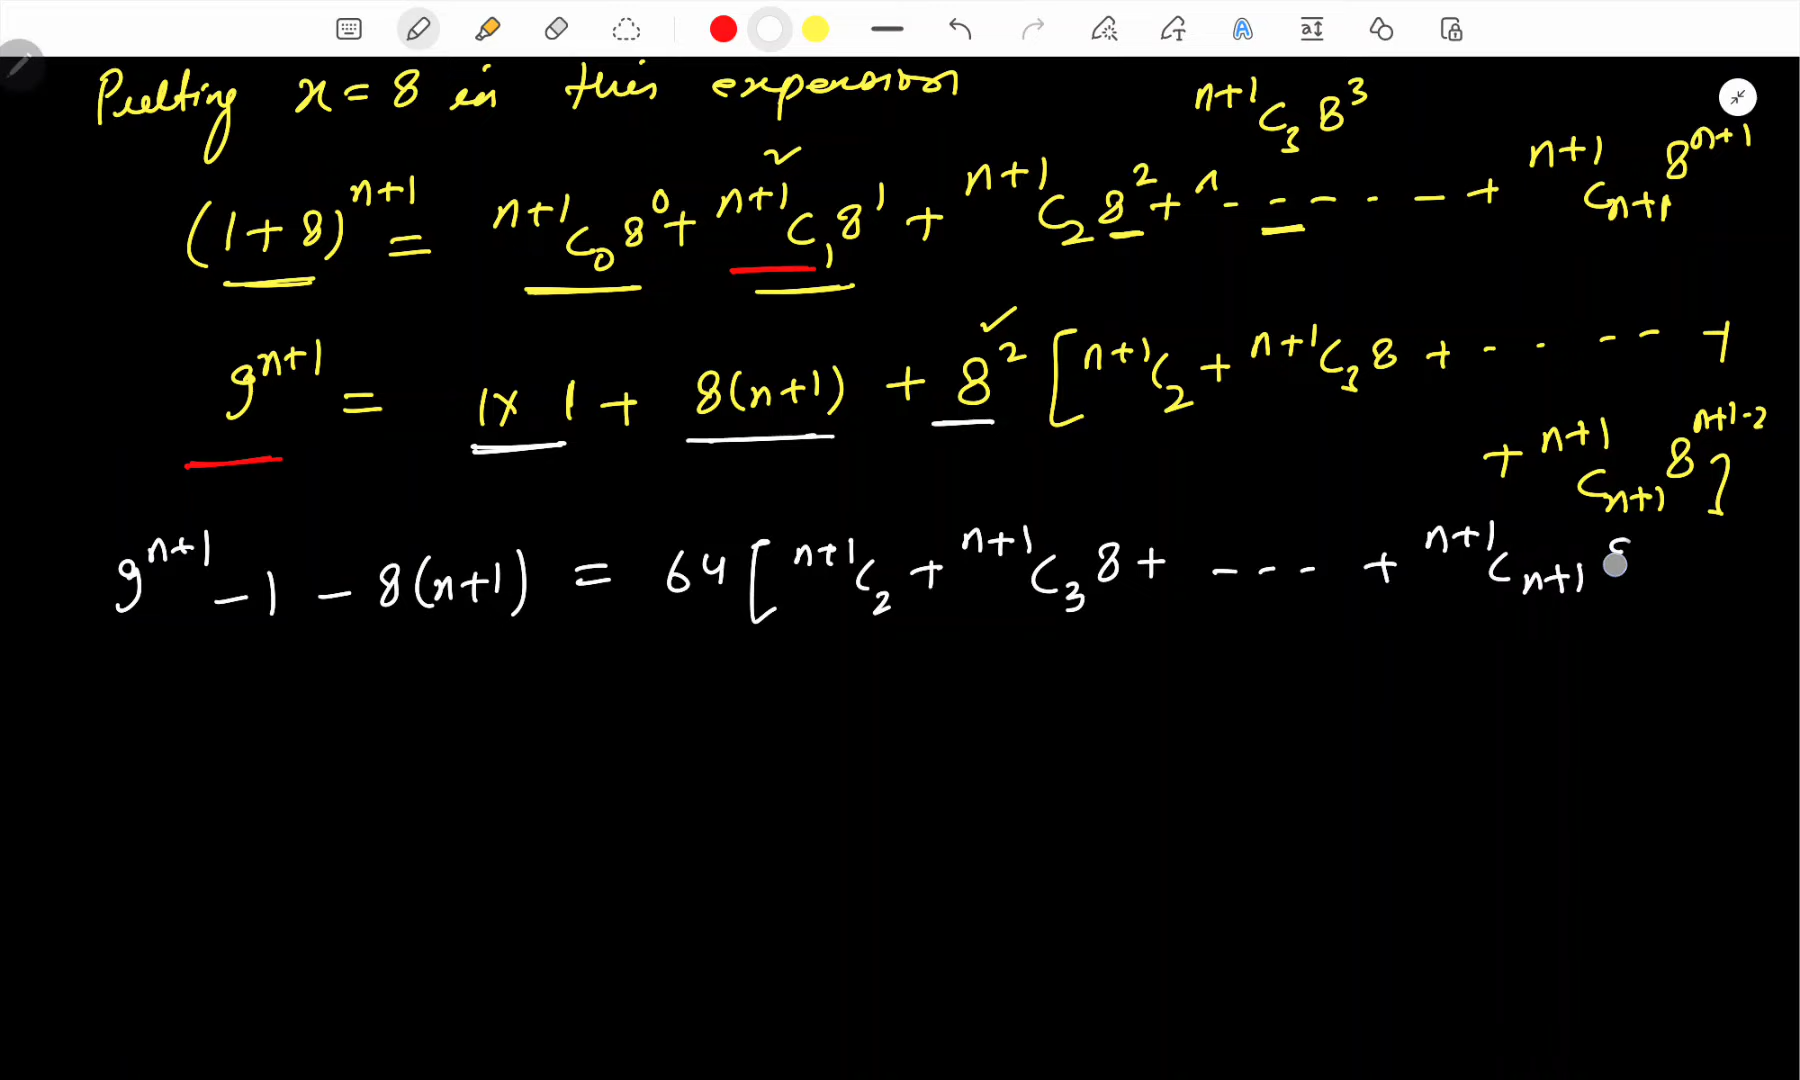 Putting x = 8 in this expension
n+1C₃ 8³
(1+8)ⁿ⁺¹ = n+1C₀ 8⁰ + n+1C₁ 8¹ + n+1C₂ 8² + - - - - - + n+1Cₙ₊₁ 8ⁿ⁺¹
9ⁿ⁺¹ = 1 x 1 + 8(n+1) + 8² [ n+1C₂ + n+1C₃ 8 + - - - - +
+ n+1Cₙ₊₁ 8ⁿ⁺¹⁻² ]
9ⁿ⁺¹ - 1 - 8(n+1) = 64 [ n+1C₂ + n+1C₃ 8 + - - - + n+1Cₙ₊₁